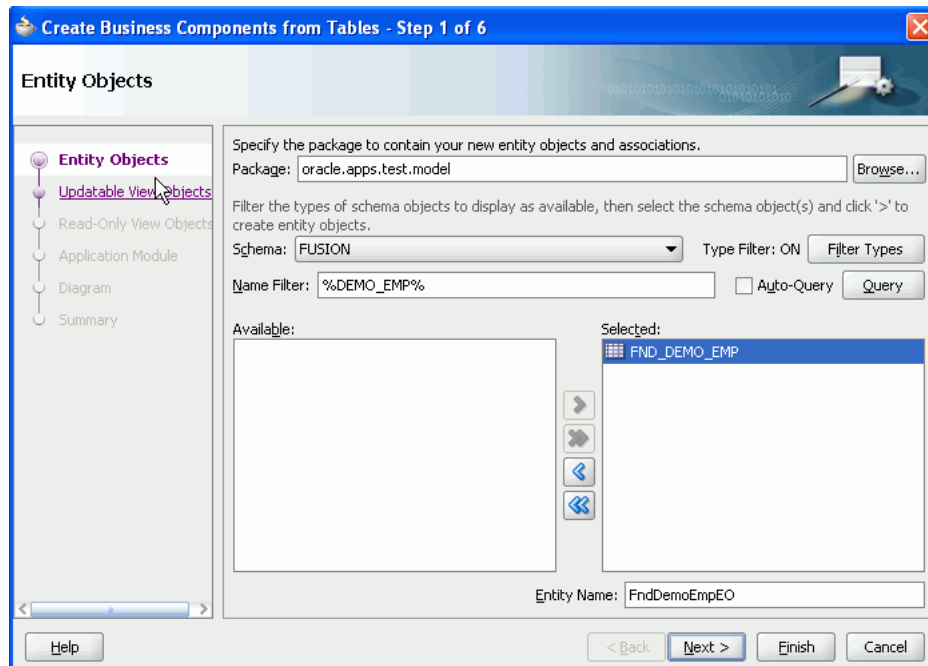 Create Business Components from Tables - Step 1 of 6
Entity Objects
Entity Objects
Updatable View Objects
Read-Only View Objects
Application Module
Diagram
Summary
Specify the package to contain your new entity objects and associations.
Package: oracle.apps.test.model Browse...
Filter the types of schema objects to display as available, then select the schema object(s) and click '>' to
create entity objects.
Schema: FUSION Type Filter: ON Filter Types
Name Filter: %DEMO_EMP% Auto-Query Query
Available: Selected:
FND_DEMO_EMP
Entity Name: FndDemoEmpEO
Help < Back Next > Finish Cancel